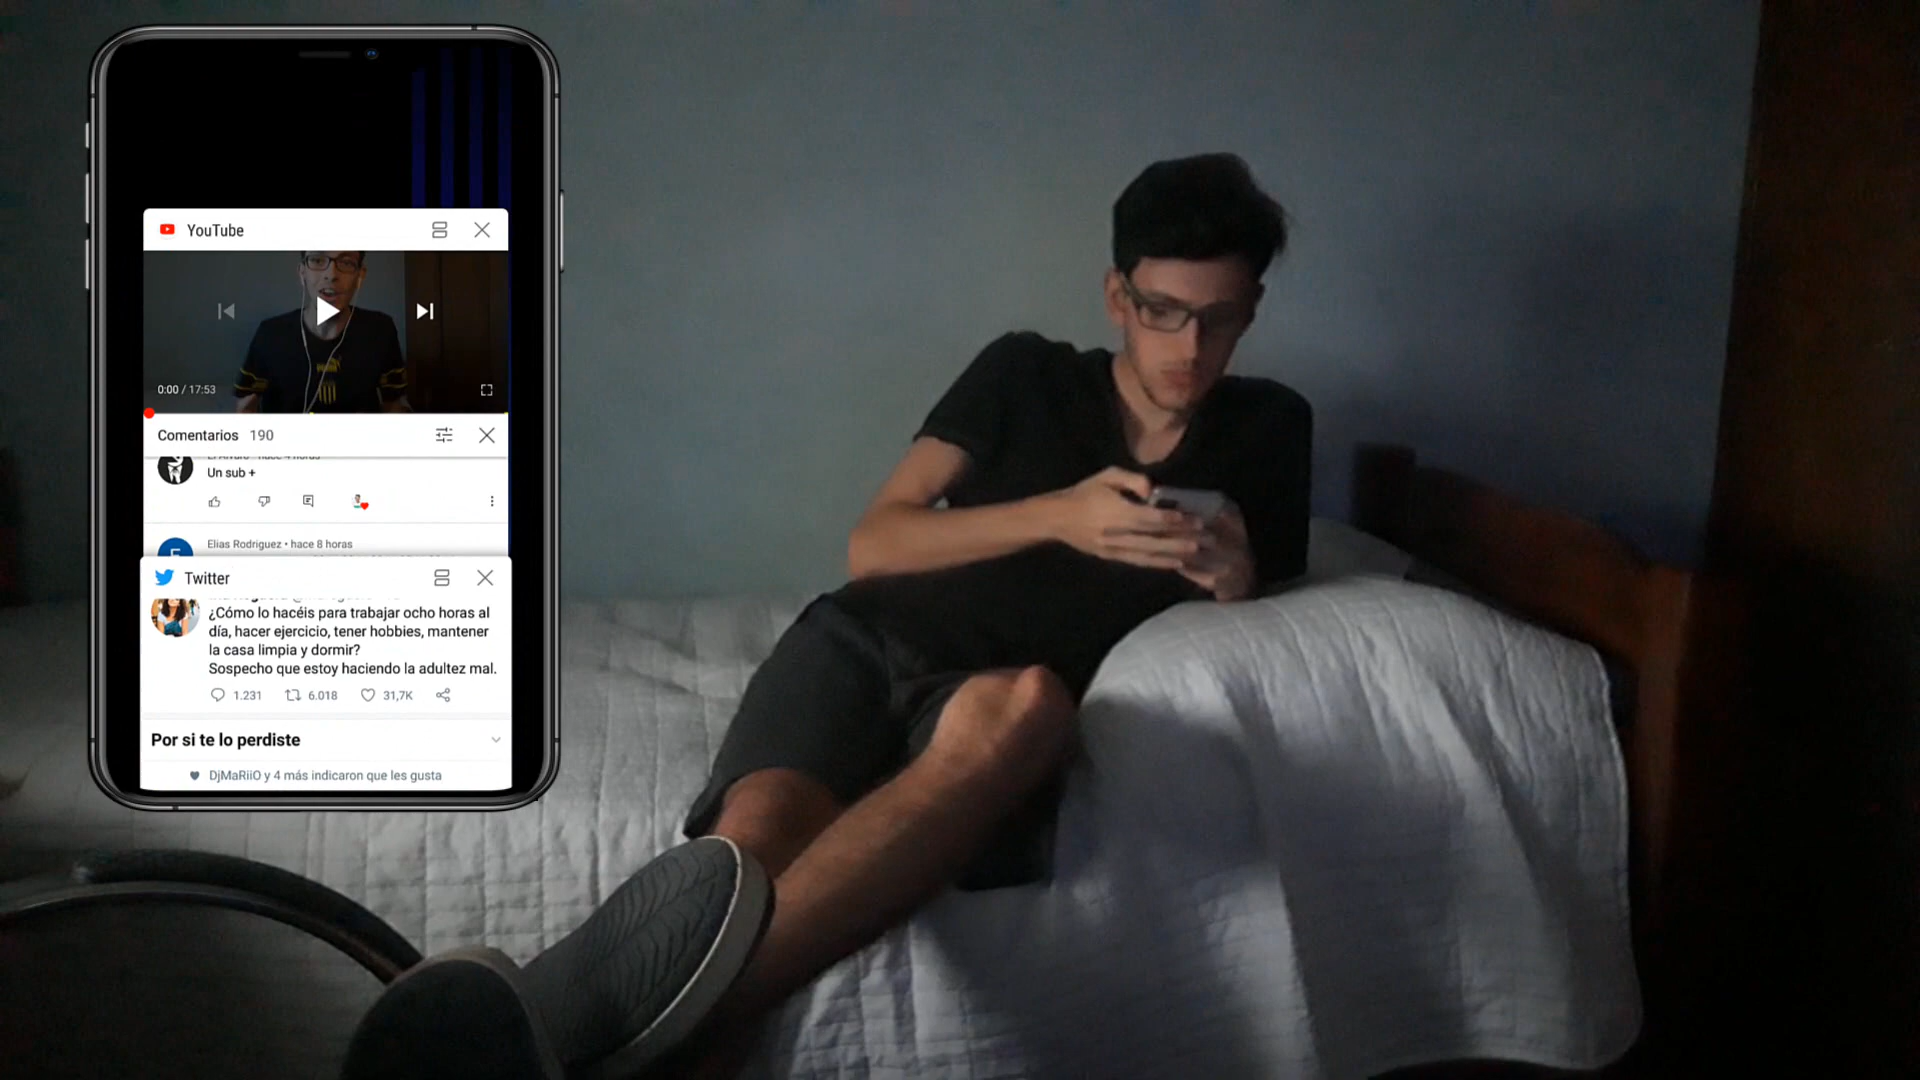 YouTube
0:00 / 17:53
Comentarios 190
Un sub +
Elias Rodriguez • hace 8 horas
Twitter
¿Cómo lo hacéis para trabajar ocho horas al
día, hacer ejercicio, tener hobbies, mantener
la casa limpia y dormir?
Sospecho que estoy haciendo la adultez mal.
1.231 6.018 31,7K
Por si te lo perdiste
DjMaRiiO y 4 más indicaron que les gusta